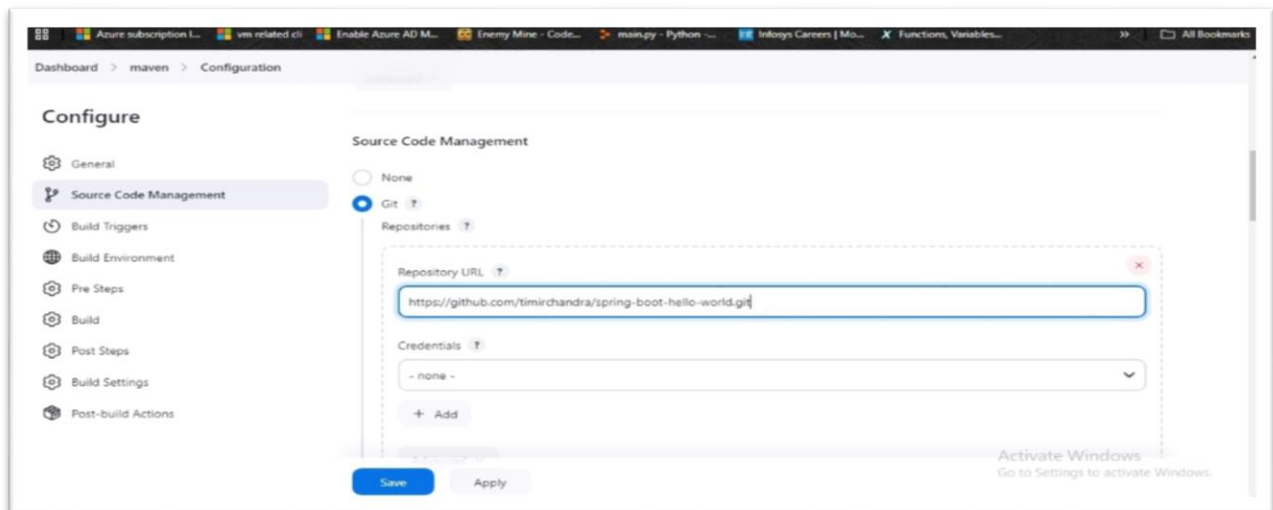 Azure subscription I... vm related cli Enable Azure AD M... Enemy Mine - Code... main.py - Python -... Infosys Careers | Mo... Functions, Variables... » All Bookmarks
Dashboard > maven > Configuration
Configure
General
Source Code Management
Build Triggers
Build Environment
Pre Steps
Build
Post Steps
Build Settings
Post-build Actions
Source Code Management
None
Git ?
Repositories ?
Repository URL ?
https://github.com/timirchandra/spring-boot-hello-world.git
Credentials ?
- none -
+ Add
Save Apply
Activate Windows
Go to Settings to activate Windows.